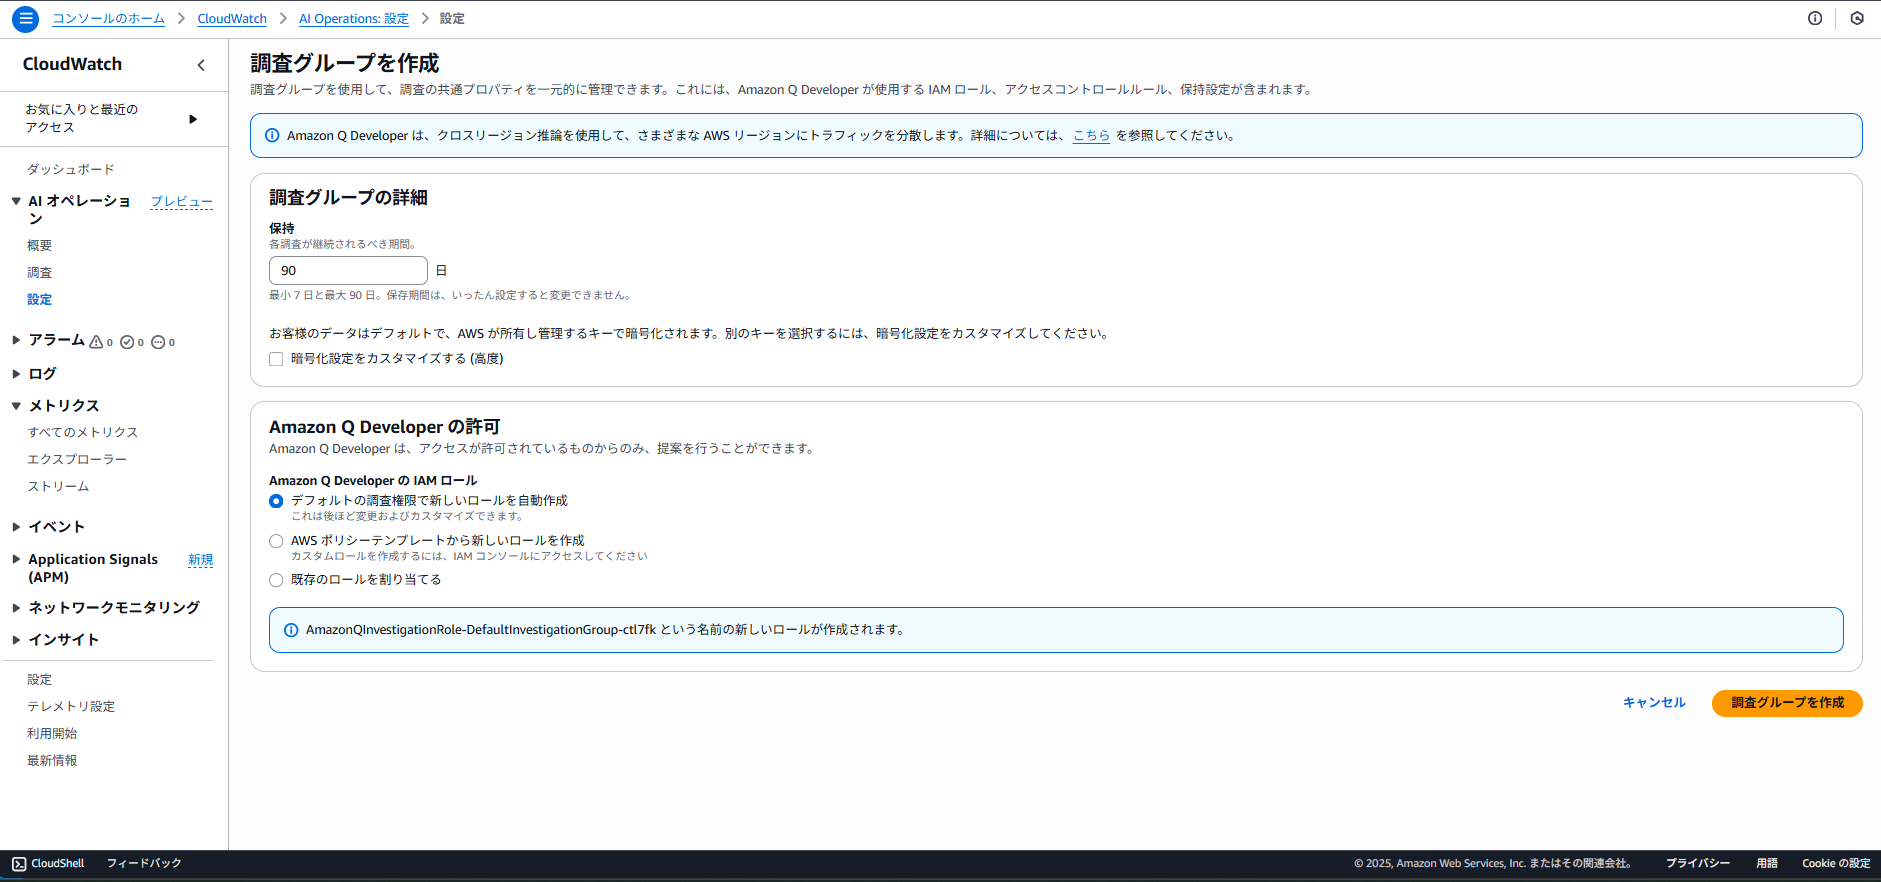 コンソールのホーム > CloudWatch > AI Operations: 設定 > 設定
CloudWatch
お気に入りと最近の
アクセス
ダッシュボード
AI オペレーション プレビュー
概要
調査
設定
アラーム 0 0 0
ログ
メトリクス
すべてのメトリクス
エクスプローラー
ストリーム
イベント
Application Signals 新規
(APM)
ネットワークモニタリング
インサイト
設定
テレメトリ設定
利用開始
最新情報
調査グループを作成
調査グループを使用して、調査の共通プロパティを一元的に管理できます。これには、Amazon Q Developer が使用する IAM ロール、アクセスコントロールルール、保持設定が含まれます。
Amazon Q Developer は、クロスリージョン推論を使用して、さまざまな AWS リージョンにトラフィックを分散します。詳細については、こちら を参照してください。
調査グループの詳細
保持
各調査が継続されるべき期間。
90 日
最小 7 日と最大 90 日。保存期間は、いったん設定すると変更できません。
お客様のデータはデフォルトで、AWS が所有し管理するキーで暗号化されます。別のキーを選択するには、暗号化設定をカスタマイズしてください。
暗号化設定をカスタマイズする (高度)
Amazon Q Developer の許可
Amazon Q Developer は、アクセスが許可されているものからのみ、提案を行うことができます。
Amazon Q Developer の IAM ロール
デフォルトの調査権限で新しいロールを自動作成
これは後ほど変更およびカスタマイズできます。
AWS ポリシーテンプレートから新しいロールを作成
カスタムロールを作成するには、IAM コンソールにアクセスしてください
既存のロールを割り当てる
AmazonQInvestigationRole-DefaultInvestigationGroup-ctl7fk という名前の新しいロールが作成されます。
キャンセル 調査グループを作成
CloudShell フィードバック © 2025, Amazon Web Services, Inc. またはその関連会社。 プライバシー 用語 Cookie の設定